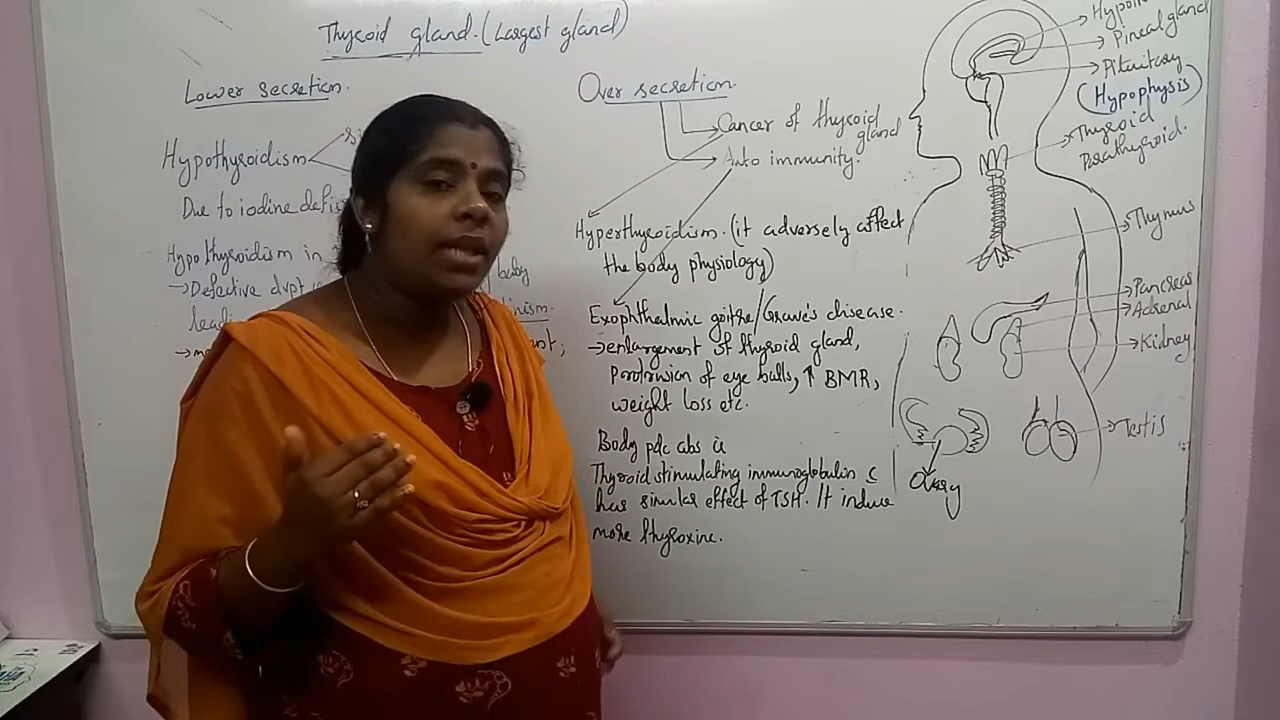 Thyroid gland. (Largest gland)
Lower secretion.
Hypothyroidism
Due to iodine defi
Hypothyroidism in
baby
→Defective dvpt
leadi
inism.
→
Over secretion.
Cancer of thyroid
gland
Auto immunity.
Hyperthyroidism. (it adversely affect
the body physiology)
Exophthalmic goitre/Grave's disease.
→enlargement of thyroid gland,
Protrusion of eye balls, ↑ BMR,
weight loss etc.
Body pdc abs
Thyroid stimulating immunoglobulin
has similar effect of TSH. It induce
more thyroxine.
Pineal gland
Pituitary
(Hypophysis)
Thyroid
Parathyroid.
Thymus
Pancreas
Adrenal
Kidney
Testis
Ovary